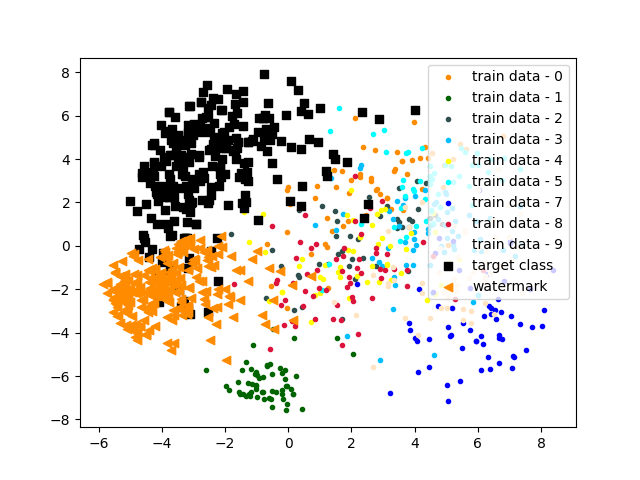 8
6
4
2
0
−2
−4
−6
−8
−6
−4
−2
0
2
4
6
8
train data - 0
train data - 1
train data - 2
train data - 3
train data - 4
train data - 5
train data - 7
train data - 8
train data - 9
target class
watermark